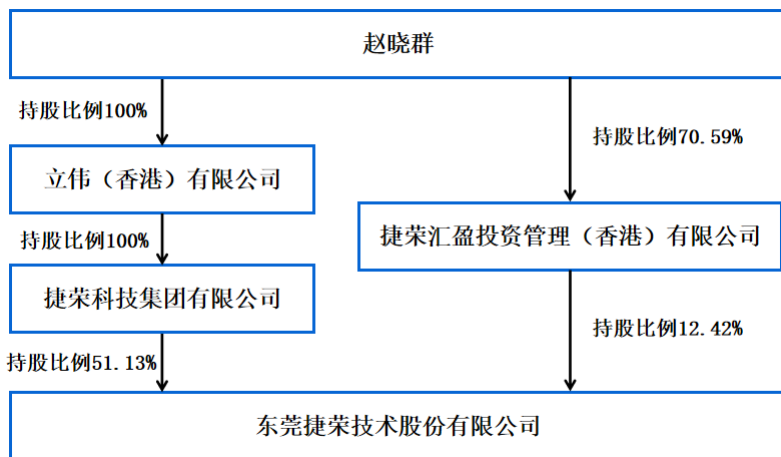 赵晓群
持股比例100%
持股比例70.59%
立伟（香港）有限公司
持股比例100%
捷荣汇盈投资管理（香港）有限公司
捷荣科技集团有限公司
持股比例12.42%
持股比例51.13%
东莞捷荣技术股份有限公司